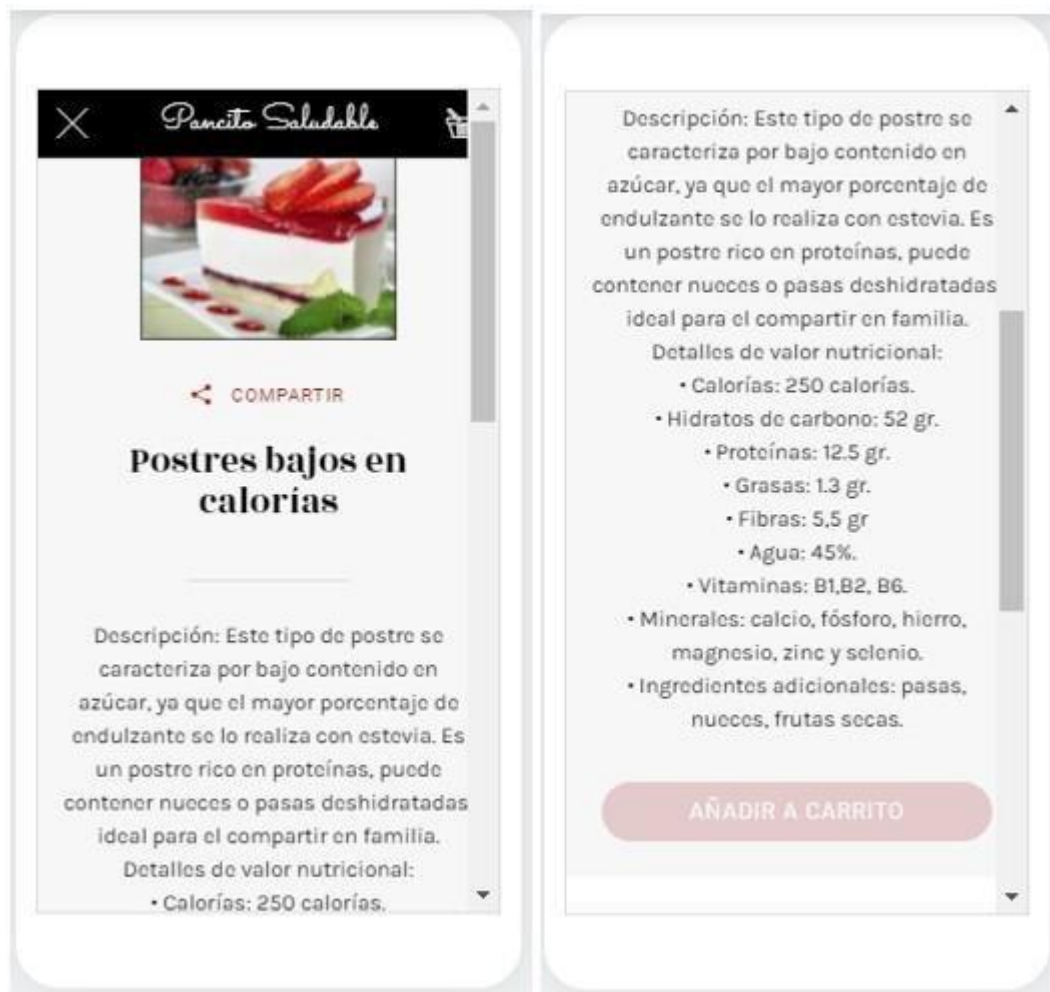 Pancito Saludable
COMPARTIR
Postres bajos en
calorías
Descripción: Este tipo de postre se
caracteriza por bajo contenido en
azúcar, ya que el mayor porcentaje de
endulzante se lo realiza con estevia. Es
un postre rico en proteínas, puede
contener nueces o pasas deshidratadas
ideal para el compartir en familia.
Detalles de valor nutricional:
• Calorías: 250 calorías.
Descripción: Este tipo de postre se
caracteriza por bajo contenido en
azúcar, ya que el mayor porcentaje de
endulzante se lo realiza con estevia. Es
un postre rico en proteínas, puede
contener nueces o pasas deshidratadas
ideal para el compartir en familia.
Detalles de valor nutricional:
• Calorías: 250 calorías.
• Hidratos de carbono: 52 gr.
• Proteínas: 12.5 gr.
• Grasas: 1.3 gr.
• Fibras: 5,5 gr
• Agua: 45%.
• Vitaminas: B1,B2, B6.
• Minerales: calcio, fósforo, hierro,
magnesio, zinc y selenio.
• Ingredientes adicionales: pasas,
nueces, frutas secas.
AÑADIR A CARRITO